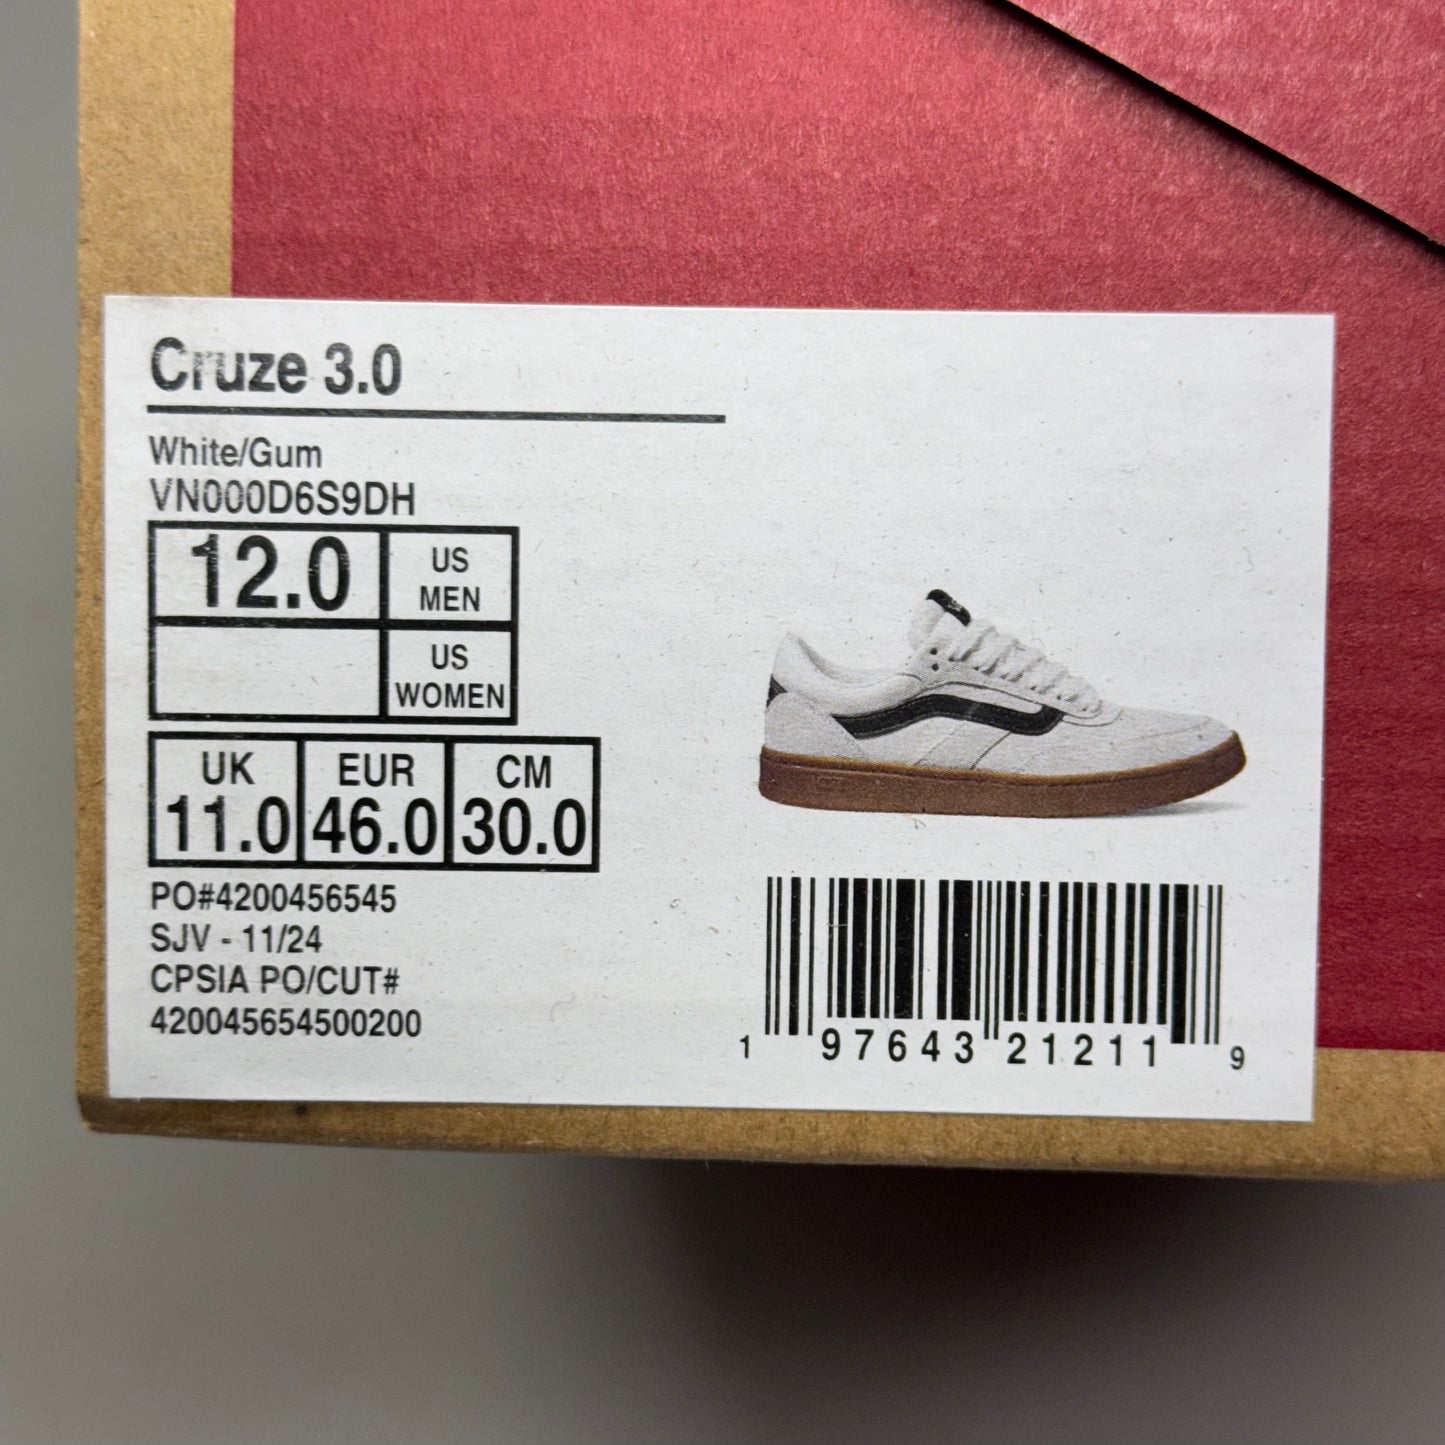 Cruze 3.0
White/Gum
VN000D6S9DH
12.0 US MEN
US WOMEN
UK EUR CM
11.0 46.0 30.0
PO#4200456545
SJV - 11/24
CPSIA PO/CUT#
420045654500200
1 97643 21211 9